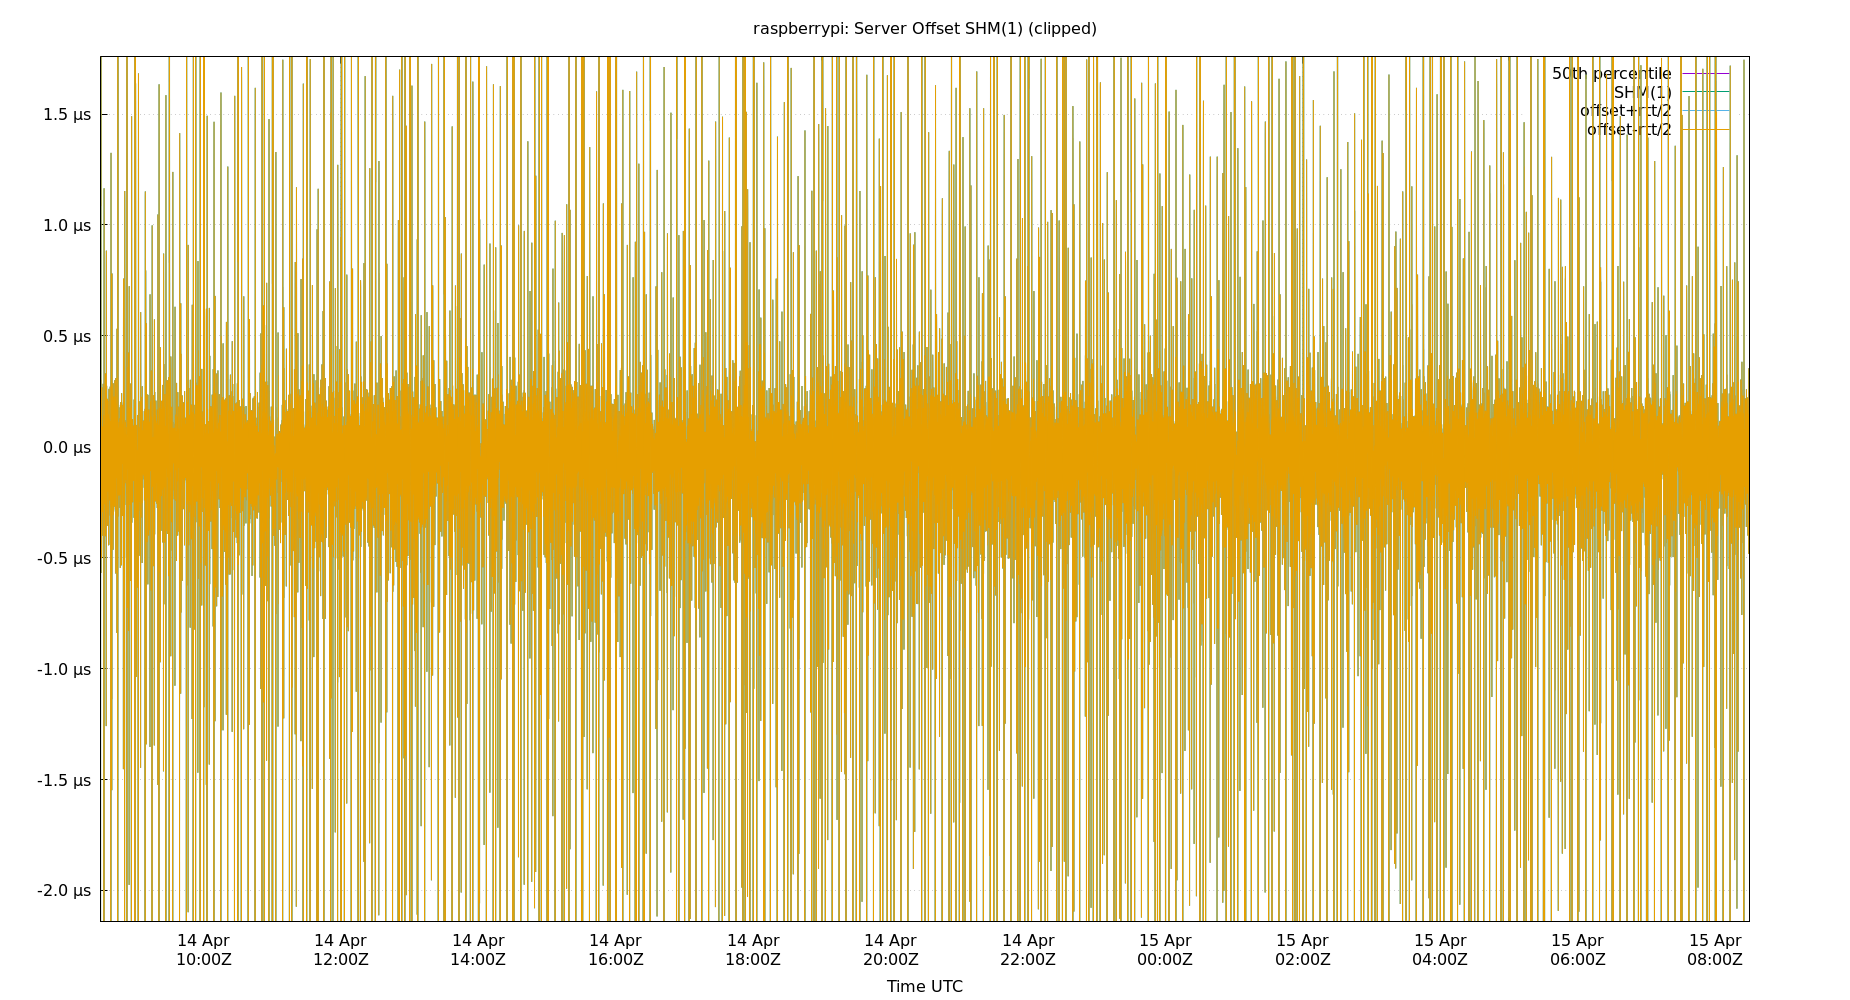 raspberrypi: Server Offset SHM(1) (clipped)
50th percentile
SHM(1)
offset+rtt/2
offset-rtt/2
1.5 µs
1.0 µs
0.5 µs
0.0 µs
-0.5 µs
-1.0 µs
-1.5 µs
-2.0 µs
14 Apr 14 Apr 14 Apr 14 Apr 14 Apr 14 Apr 14 Apr 15 Apr 15 Apr 15 Apr 15 Apr 15 Apr
10:00Z 12:00Z 14:00Z 16:00Z 18:00Z 20:00Z 22:00Z 00:00Z 02:00Z 04:00Z 06:00Z 08:00Z
Time UTC